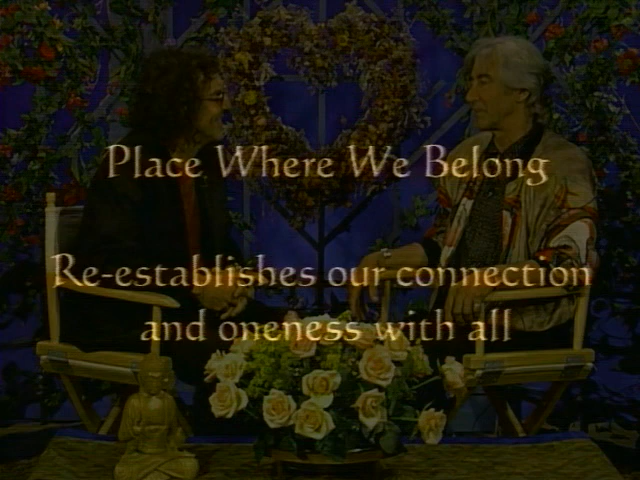 Place Where We Belong
Re-establishes our connection
and oneness with all